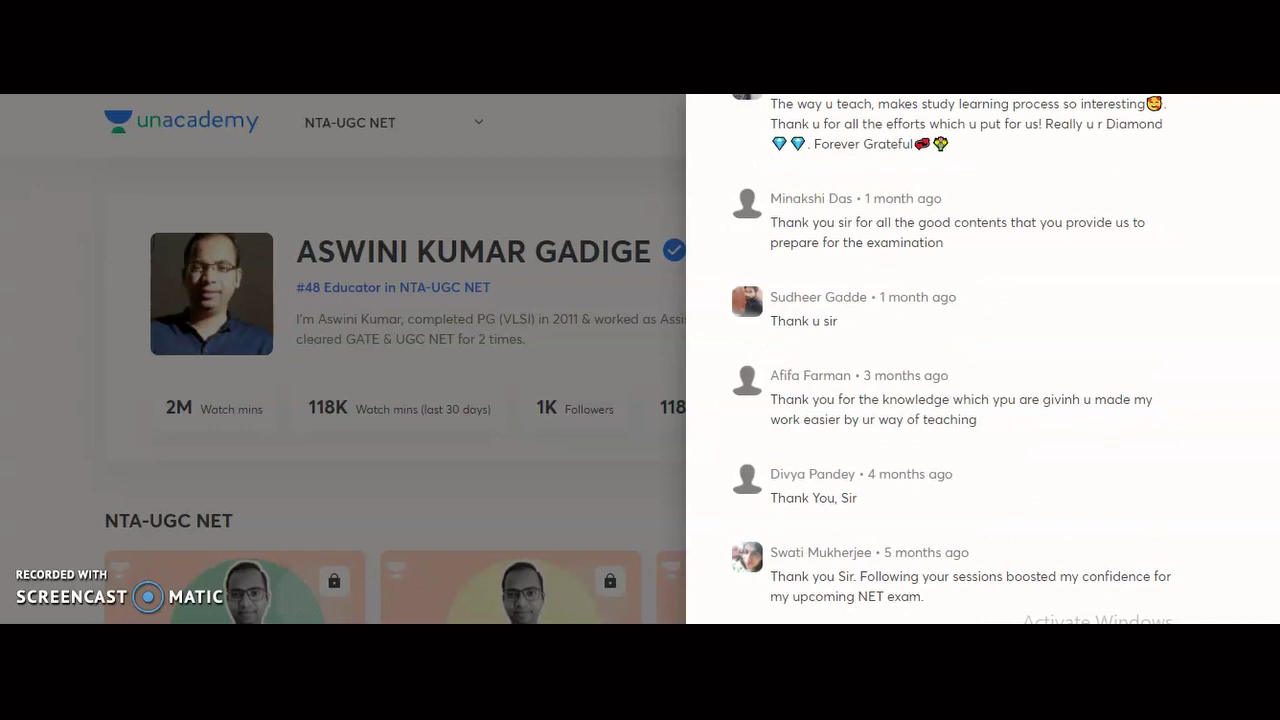 unacademy
NTA-UGC NET
ASWINI KUMAR GADIGE
#48 Educator in NTA-UGC NET
I'm Aswini Kumar, completed PG (VLSI) in 2011 & worked as Assi
cleared GATE & UGC NET for 2 times.
2M Watch mins 118K Watch mins (last 30 days) 1K Followers 118
NTA-UGC NET
RECORDED WITH
SCREENCAST MATIC
The way u teach, makes study learning process so interesting🥰.
Thank u for all the efforts which u put for us! Really u r Diamond
💎💎. Forever Grateful
Minakshi Das • 1 month ago
Thank you sir for all the good contents that you provide us to
prepare for the examination
Sudheer Gadde • 1 month ago
Thank u sir
Afifa Farman • 3 months ago
Thank you for the knowledge which ypu are givinh u made my
work easier by ur way of teaching
Divya Pandey • 4 months ago
Thank You, Sir
Swati Mukherjee • 5 months ago
Thank you Sir. Following your sessions boosted my confidence for
my upcoming NET exam.
Activate Windows